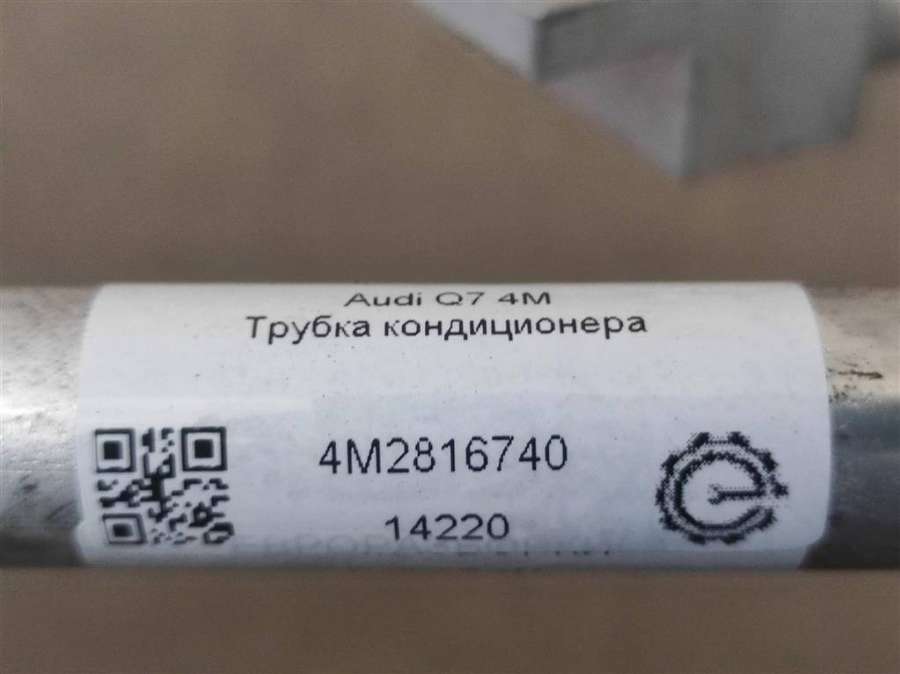 Audi Q7 4M
Трубка кондиционера
4M2816740
14220